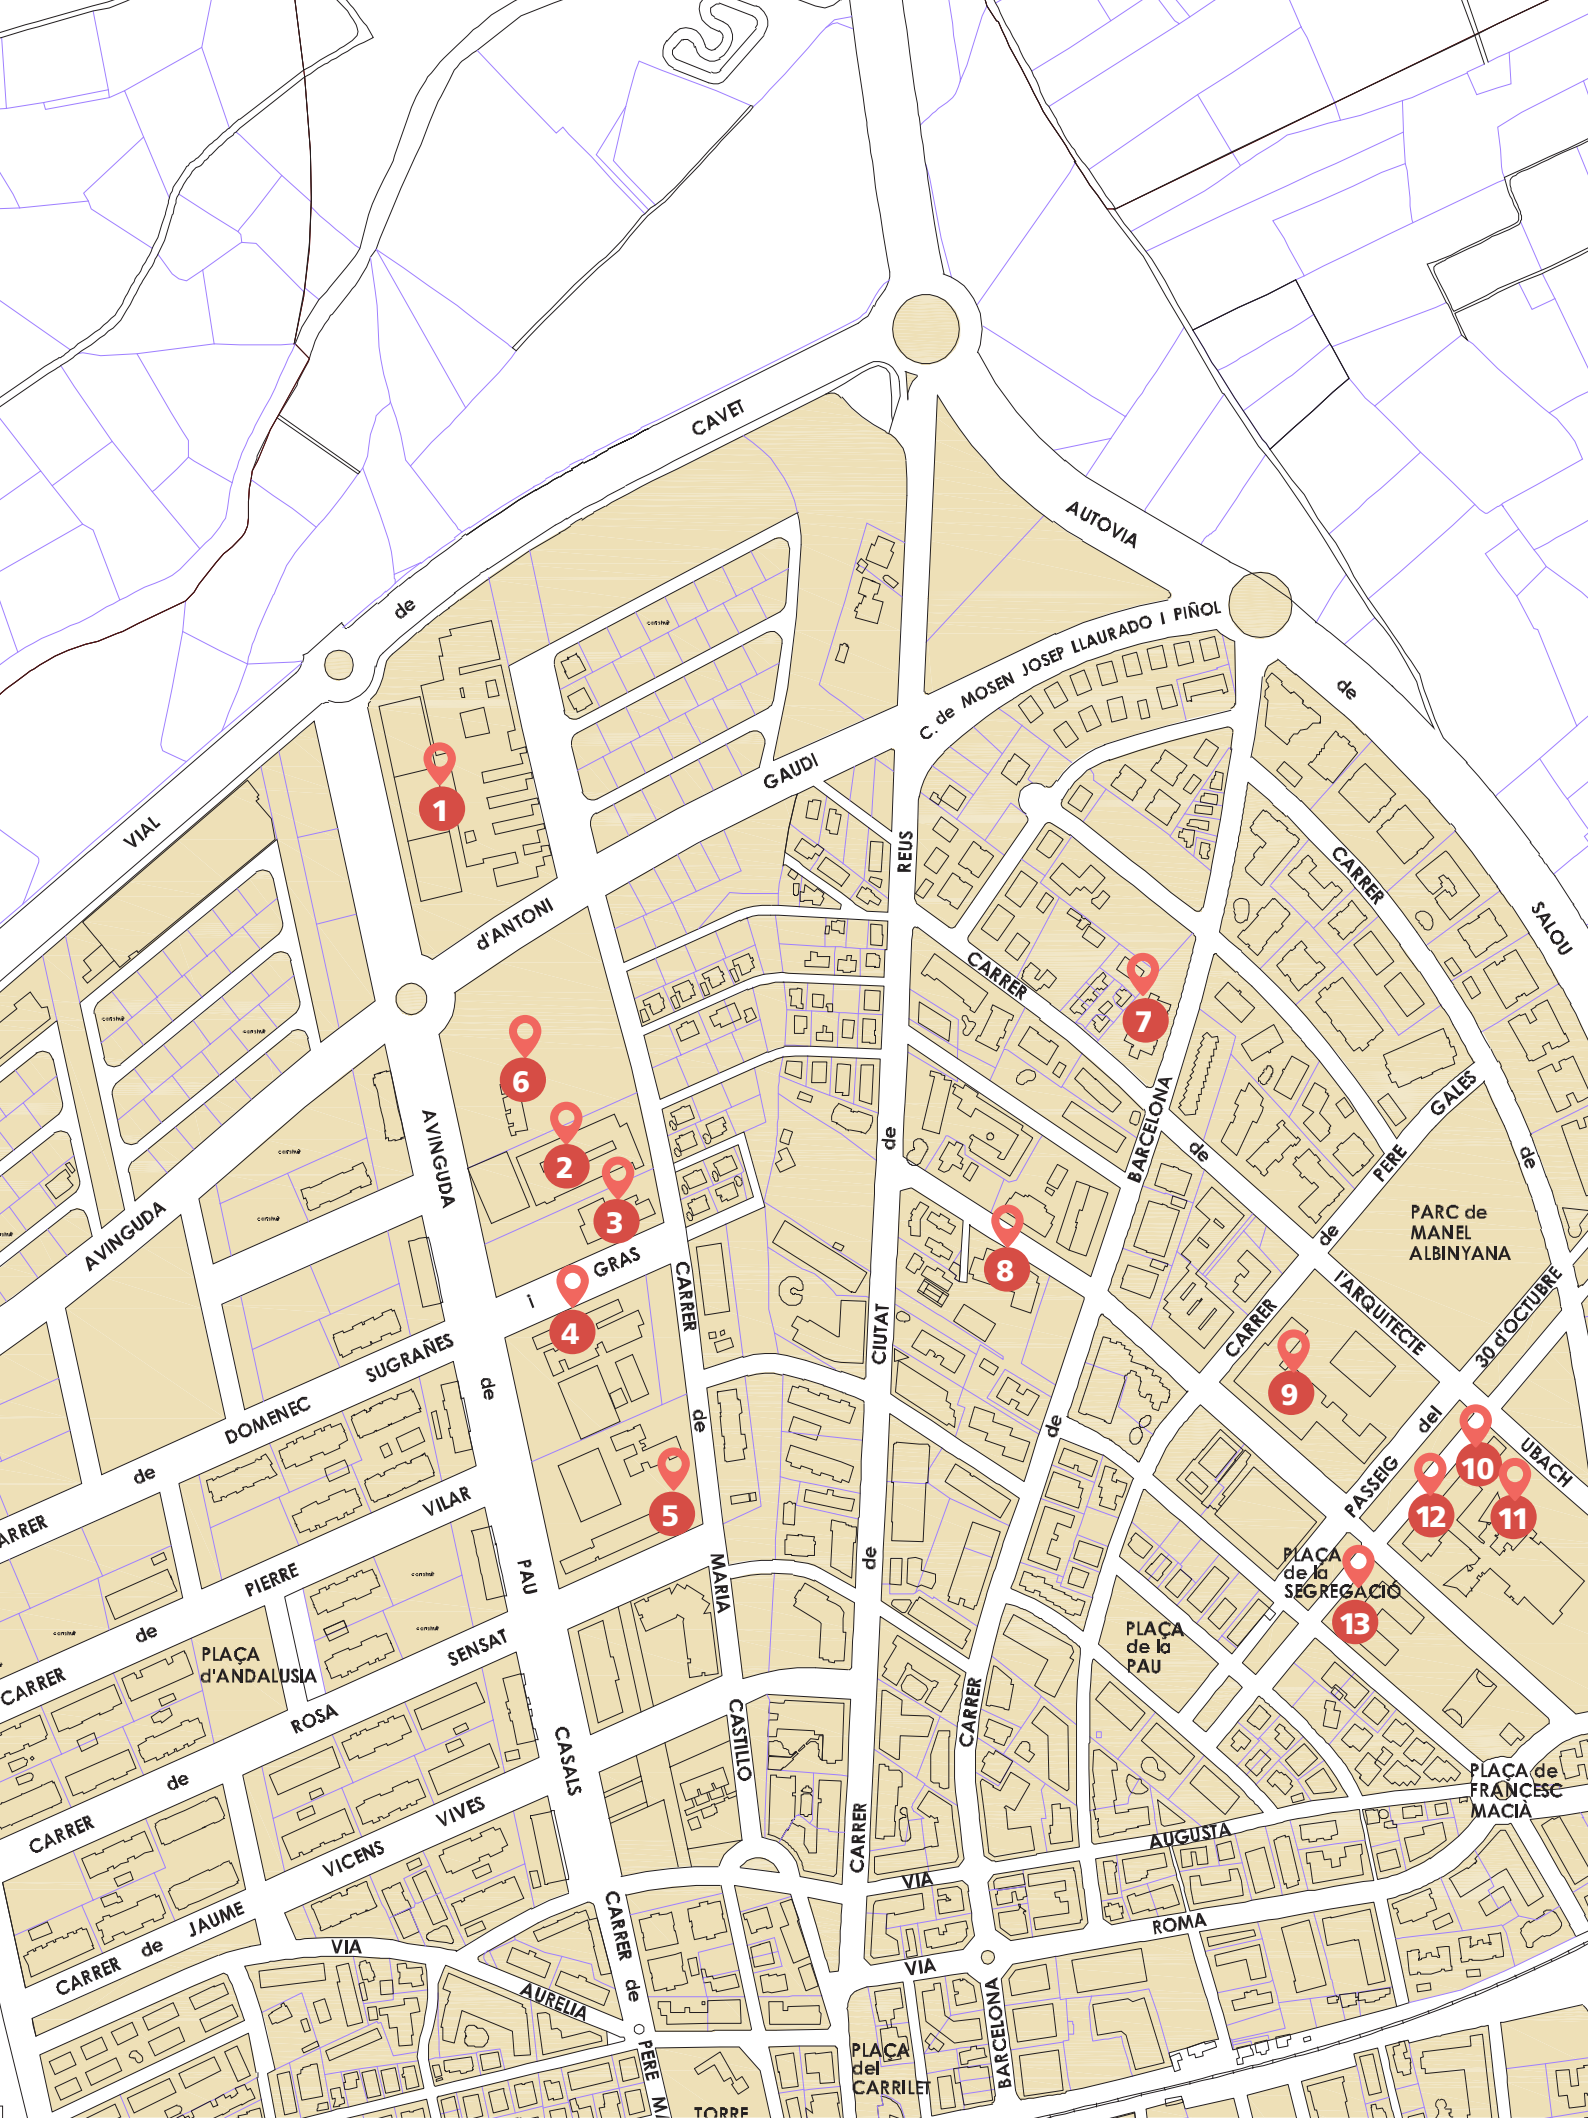 CAVET
AUTOVIA
de
C. de MOSEN JOSEP LLAURADO I PIÑOL
de
GAUDI
1
VIAL
REUS
CARRER
SALOU
d'ANTONI
CARRER
7
6
AVINGUDA
2
3
de
BARCELONA
de
PERE
GALES
de
AVINGUDA
PARC de
MANEL
ALBINYANA
GRAS
i
4
CARRER
8
CIUTAT
de
CARRER
l'ARQUITECTE
30 d'OCTUBRE
SUGRAÑES
DOMENEC
de
CARRER
de
de
9
de
del
PASSEIG
10
UBACH
12
11
5
VILAR
PIERRE
de
CARRER
PAU
MARIA
de
PLAÇA
de la
SEGREGACIÓ
13
PLAÇA
d'ANDALUSIA
SENSAT
ROSA
de
CARRER
PLAÇA
de la
PAU
CARRER
CASTILLO
CASALS
PLAÇA de
FRANCESC
MACIÀ
VIVES
VICENS
JAUME
de
CARRER
CARRER
VIA
AUGUSTA
VIA
ROMA
VIA
AURELIA
CARRER de
PERE
BARCELONA
PLAÇA
del
CARRILET
TORRE